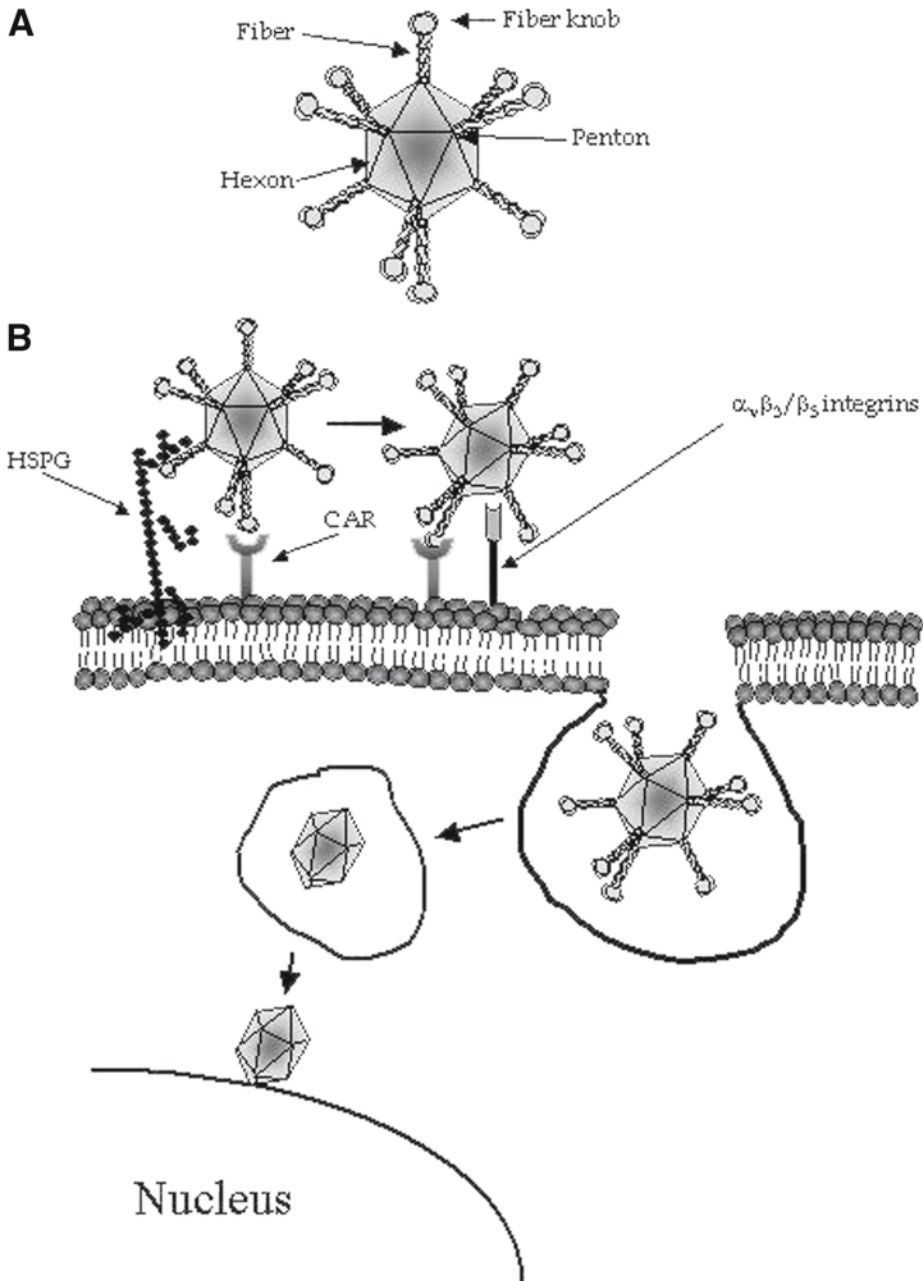 A
Fiber knob
Fiber
Penton
Hexon
B
αvβ3/β5 integrins
HSPG
CAR
Nucleus